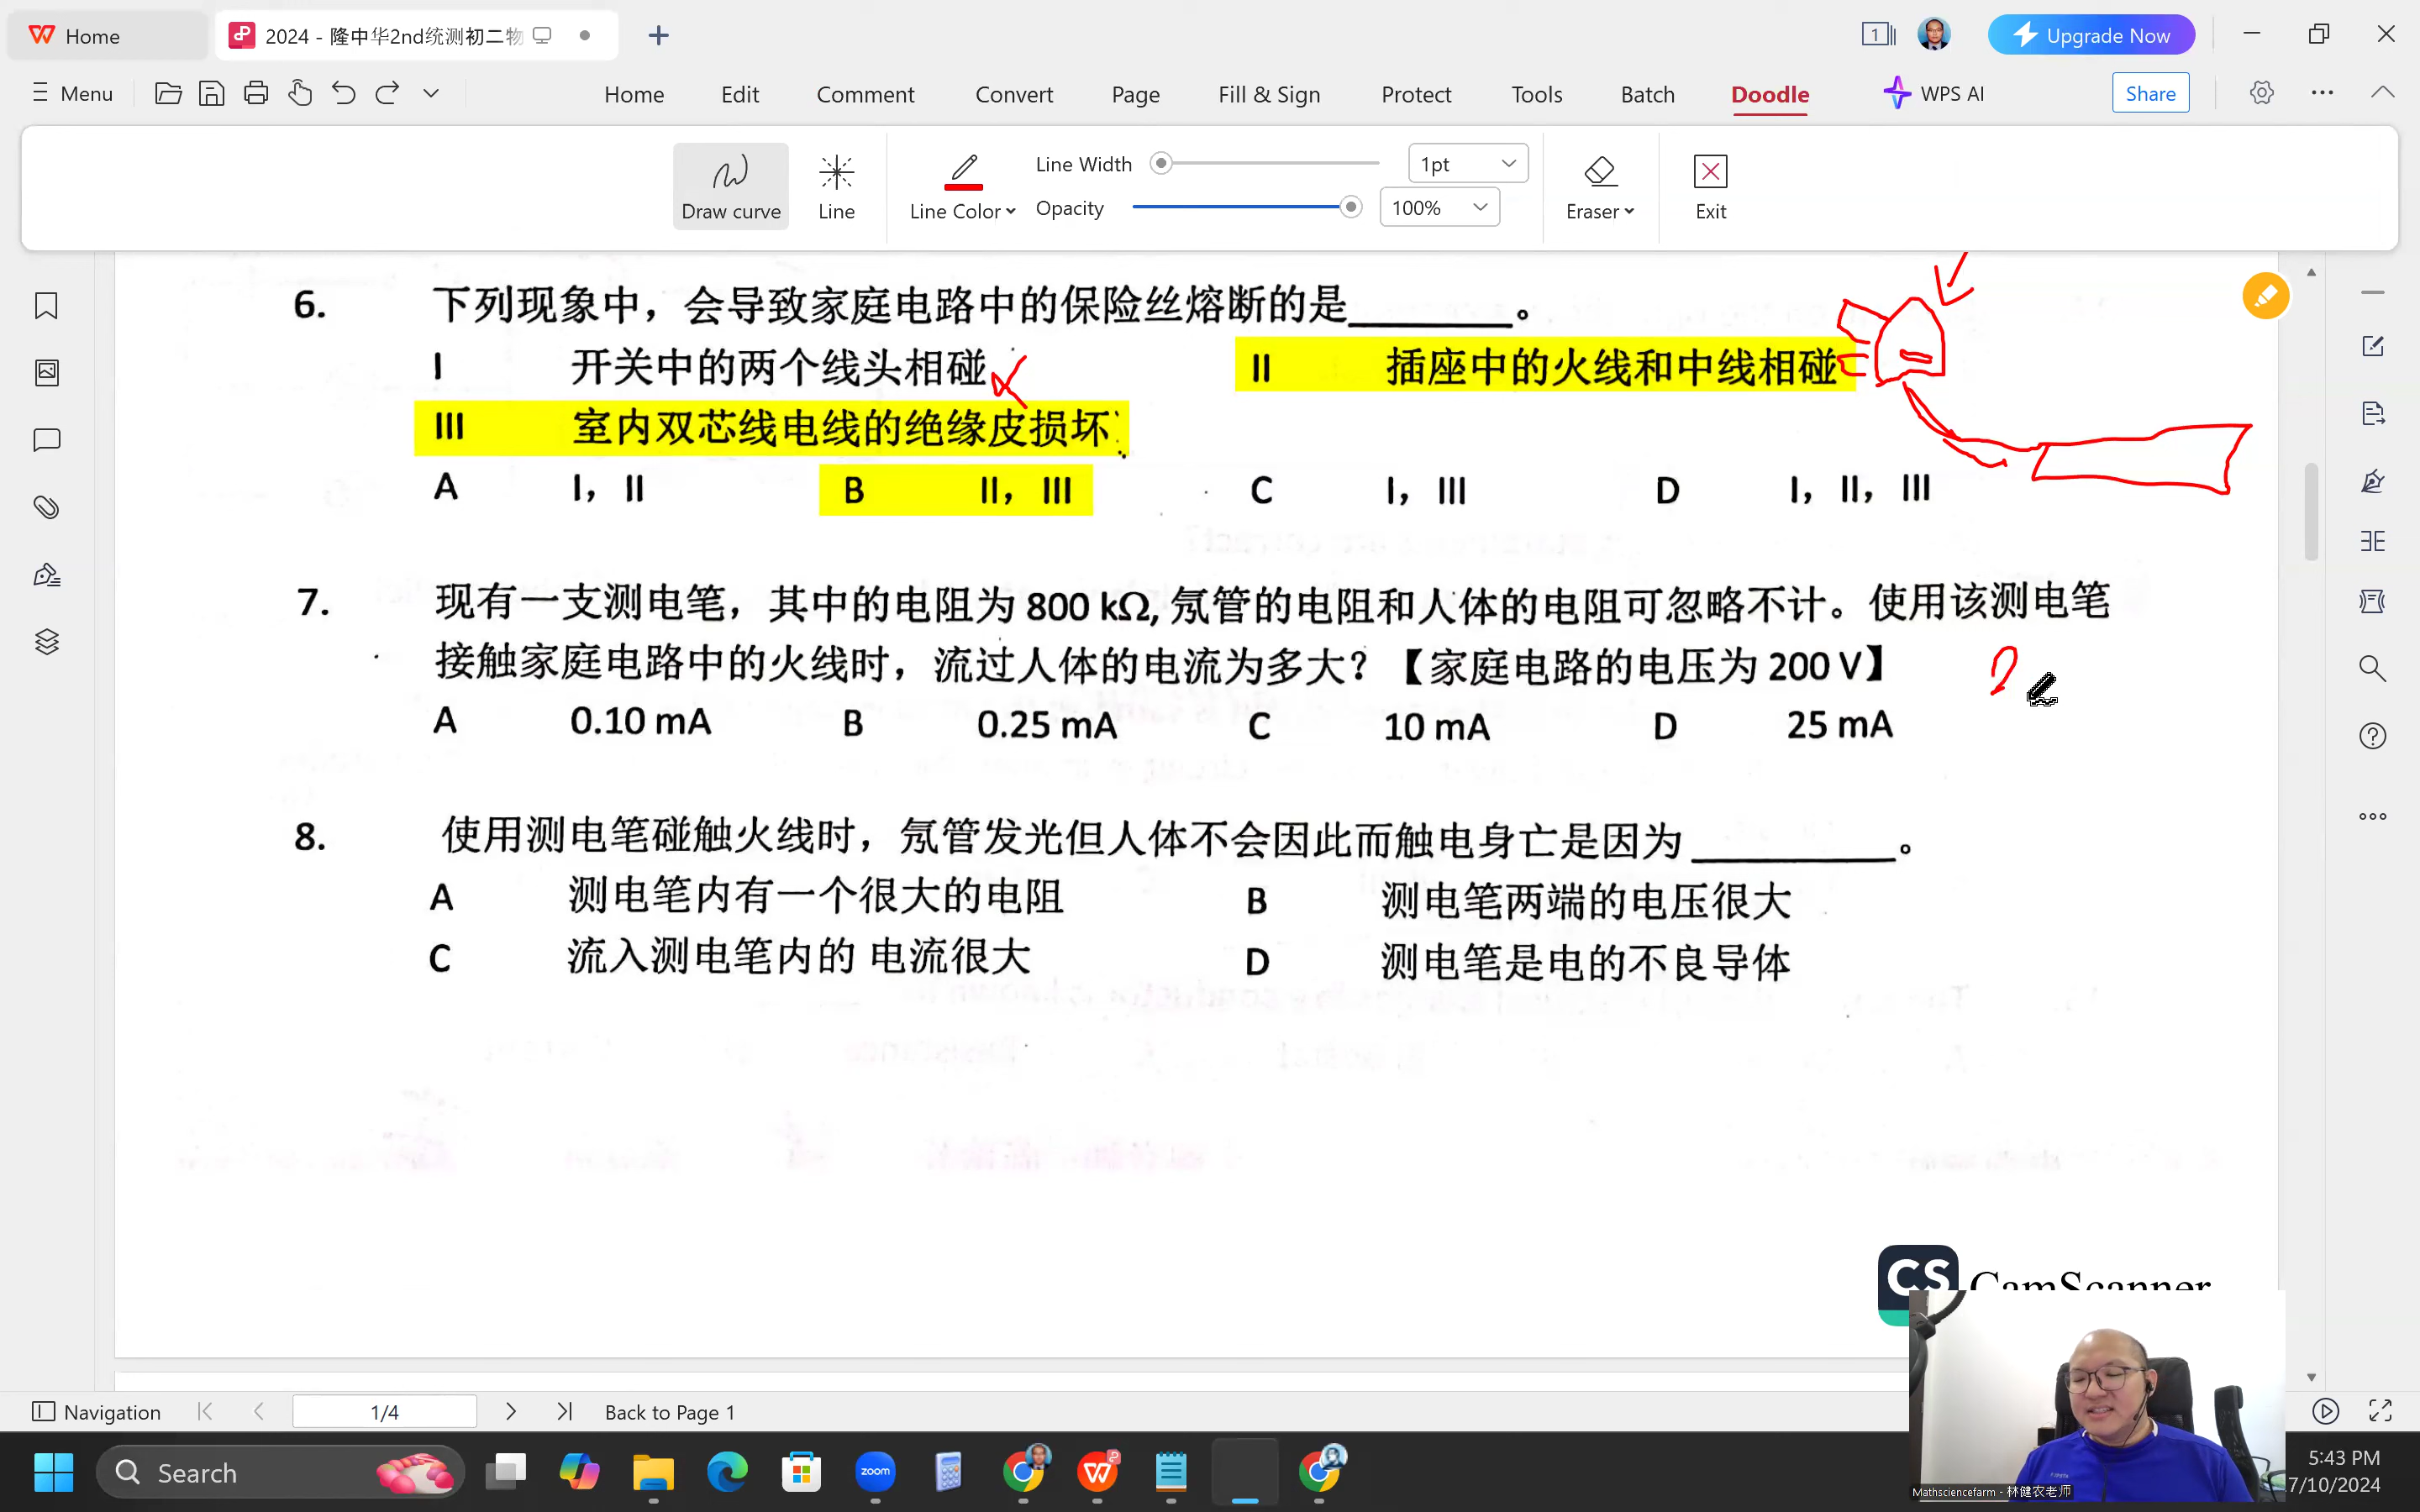 Home
2024 - 隆中华2nd统测初二物
1
Upgrade Now
Menu
Home Edit Comment Convert Page Fill & Sign Protect Tools Batch Doodle WPS AI Share
Draw curve
Line
Line Color
Line Width
1pt
Opacity
100%
Eraser
Exit
6. 下列现象中，会导致家庭电路中的保险丝熔断的是________。
I 开关中的两个线头相碰 II 插座中的火线和中线相碰
III 室内双芯线电线的绝缘皮损坏
A I，II B II，III C I，III D I，II，III
7. 现有一支测电笔，其中的电阻为 800 kΩ, 氖管的电阻和人体的电阻可忽略不计。使用该测电笔
接触家庭电路中的火线时，流过人体的电流为多大？【家庭电路的电压为 200 V】
A 0.10 mA B 0.25 mA C 10 mA D 25 mA
8. 使用测电笔碰触火线时，氖管发光但人体不会因此而触电身亡是因为__________。
A 测电笔内有一个很大的电阻 B 测电笔两端的电压很大
C 流入测电笔内的 电流很大 D 测电笔是电的不良导体
CS CamScanner
Navigation
1/4
Back to Page 1
Search
zoom
Mathsciencefarm - 林健农老师
5:43 PM
7/10/2024